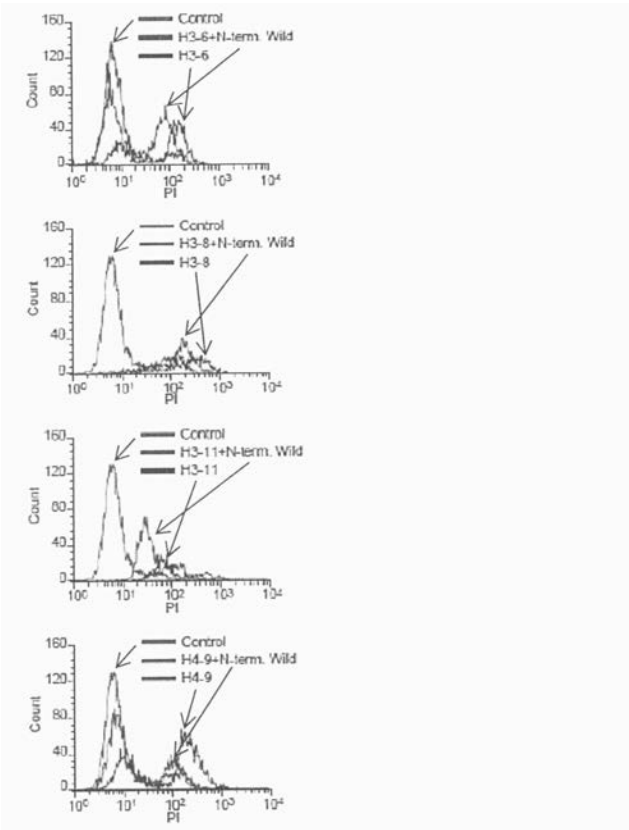 160
Control
H3-6+N-term. Wild
H3-6
120
80
40
0
Count
10⁰ 10¹ 10² 10³ 10⁴
PI
160
Control
H3-8+N-term. Wild
H3-8
120
80
40
0
Count
10⁰ 10¹ 10² 10³ 10⁴
PI
160
Control
H3-11+N-term. Wild
H3-11
120
80
40
0
Count
10⁰ 10¹ 10² 10³ 10⁴
PI
160
Control
H4-9+N-term. Wild
H4-9
120
80
40
0
Count
10⁰ 10¹ 10² 10³ 10⁴
PI